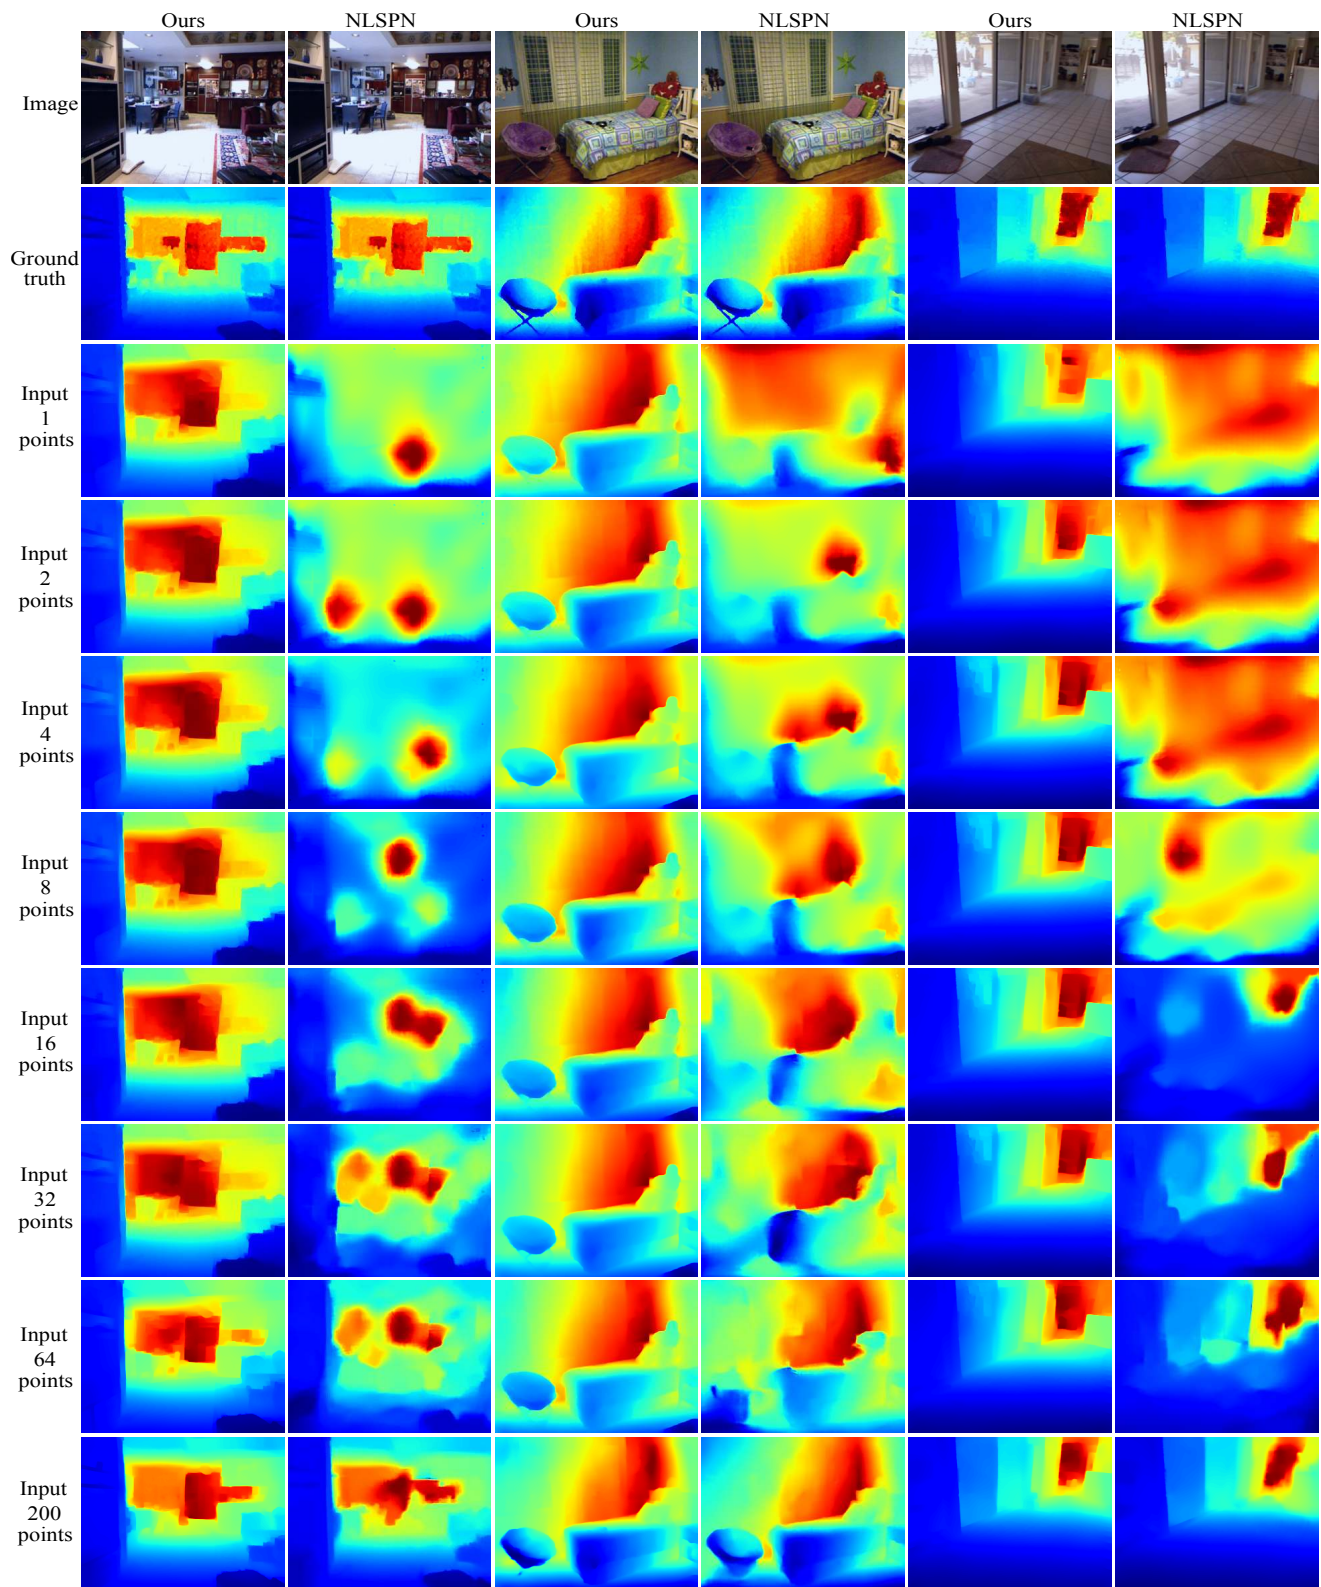 Ours NLSPN Ours NLSPN Ours NLSPN
Image
Ground
truth
Input
1
points
Input
2
points
Input
4
points
Input
8
points
Input
16
points
Input
32
points
Input
64
points
Input
200
points